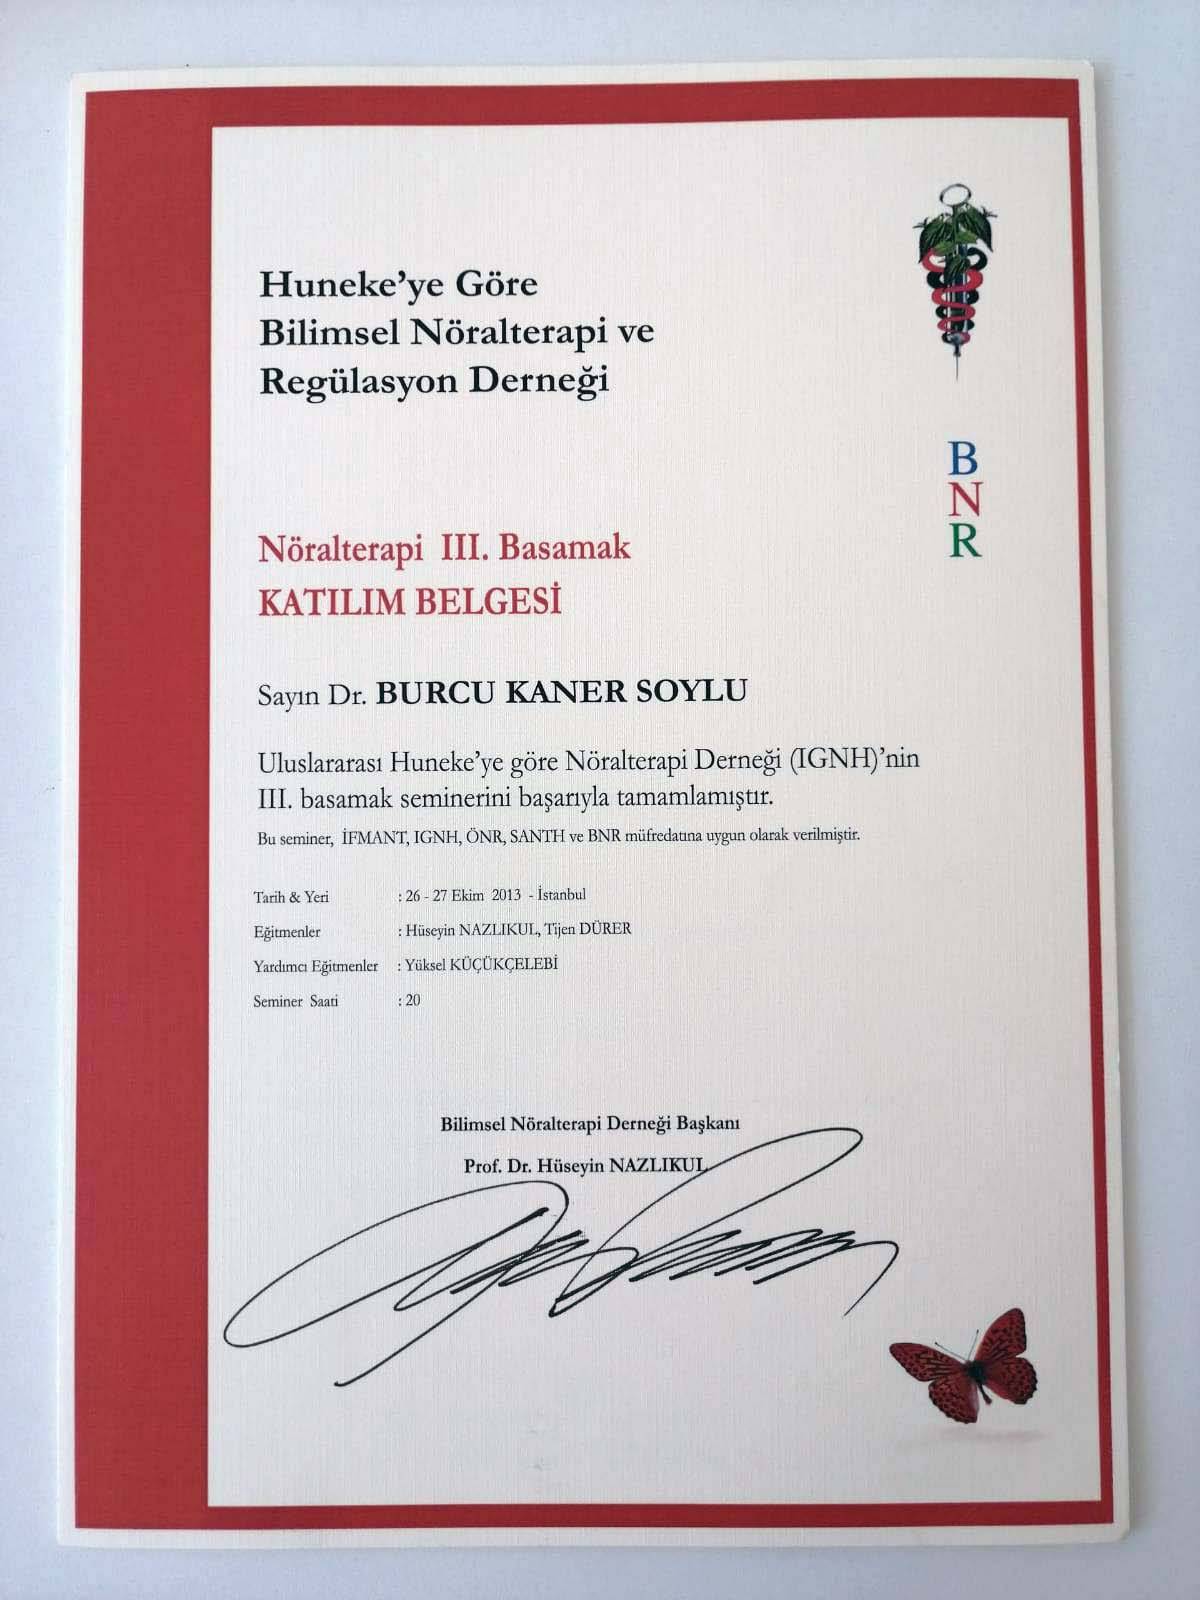 Huneke'ye Göre
Bilimsel Nöralterapi ve
Regülasyon Derneği
B
N
R
Nöralterapi III. Basamak
KATILIM BELGESİ
Sayın Dr. BURCU KANER SOYLU
Uluslararası Huneke'ye göre Nöralterapi Derneği (IGNH)'nin
III. basamak seminerini başarıyla tamamlamıştır.
Bu seminer, İFMANT, IGNH, ÖNR, SANTH ve BNR müfredatına uygun olarak verilmiştir.
Tarih & Yeri : 26 - 27 Ekim 2013 - İstanbul
Eğitmenler : Hüseyin NAZLIKUL, Tijen DÜRER
Yardımcı Eğitmenler : Yüksel KÜÇÜKÇELEBİ
Seminer Saati : 20
Bilimsel Nöralterapi Derneği Başkanı
Prof. Dr. Hüseyin NAZLIKUL